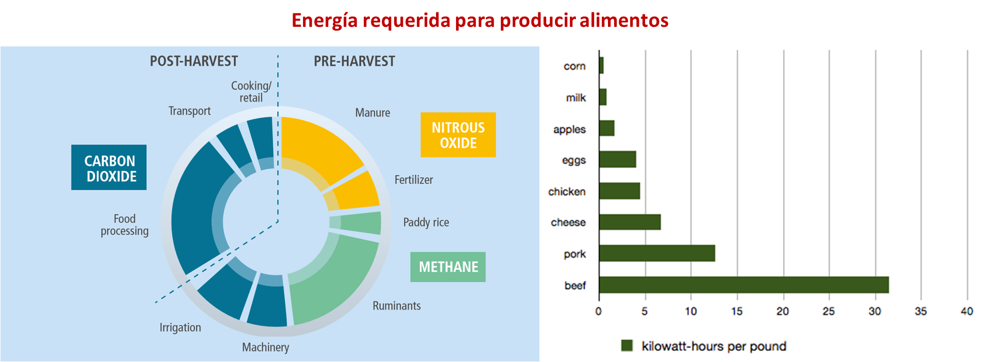 Energía requerida para producir alimentos
POST-HARVEST
PRE-HARVEST
Cooking/
retail
Transport
Manure
NITROUS
OXIDE
CARBON
DIOXIDE
Fertilizer
Food
processing
Paddy rice
METHANE
Ruminants
Irrigation
Machinery
corn
milk
apples
eggs
chicken
cheese
pork
beef
0 5 10 15 20 25 30 35 40
kilowatt-hours per pound